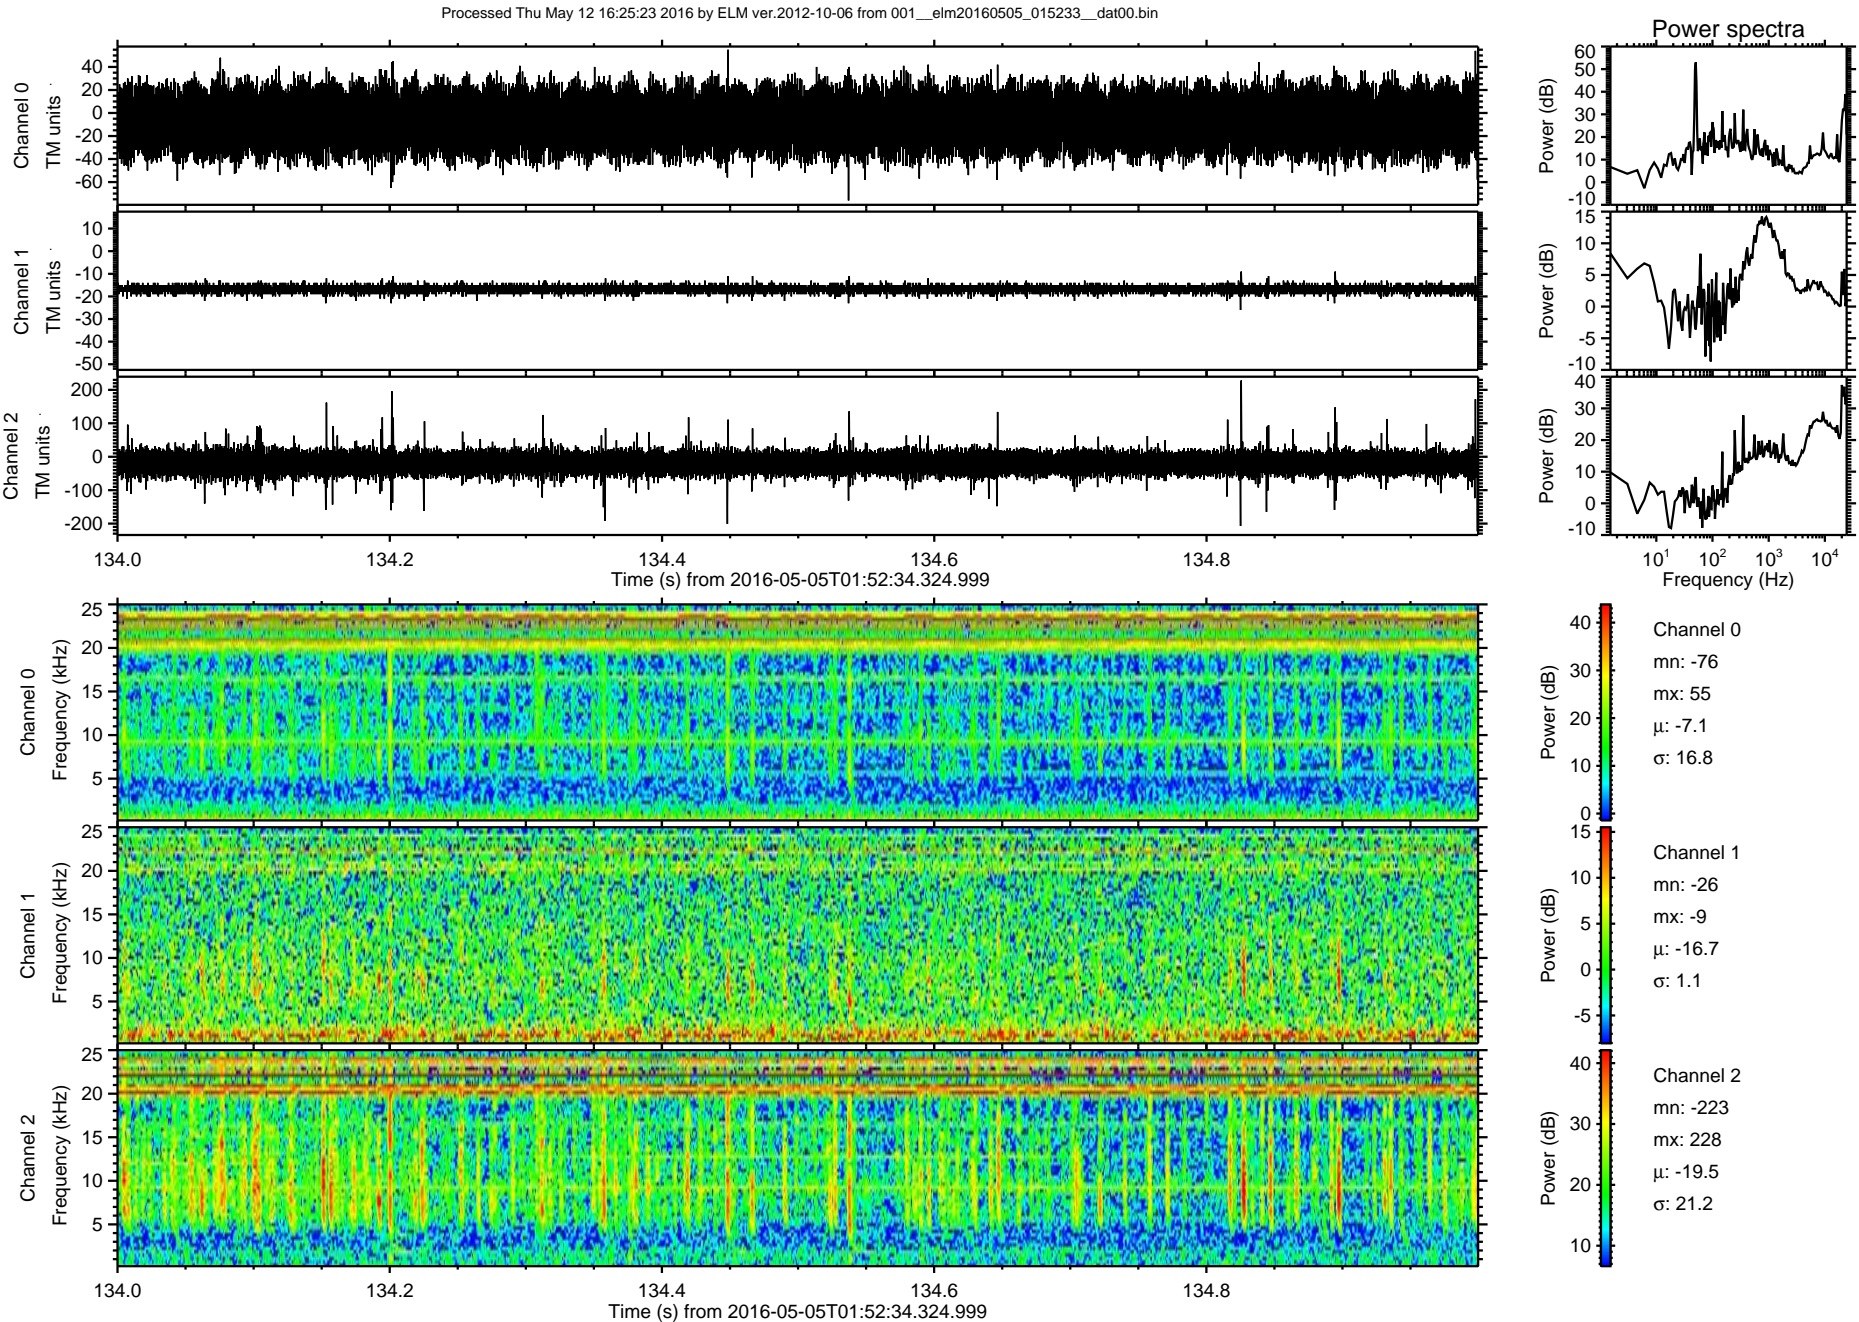 Processed Thu May 12 16:25:23 2016 by ELM ver.2012-10-06 from 001__elm20160505_015233__dat00.bin
Power spectra
Channel 0
TM units
40
20
0
-20
-40
-60
Power (dB)
60
50
40
30
20
10
0
-10
Channel 1
TM units
10
0
-10
-20
-30
-40
-50
Power (dB)
15
10
5
0
-5
-10
Channel 2
TM units
200
100
0
-100
-200
Power (dB)
40
30
20
10
0
-10
134.0 134.2 134.4 134.6 134.8
Time (s) from 2016-05-05T01:52:34.324.999
10^1 10^2 10^3 10^4
Frequency (Hz)
Channel 0
Frequency (kHz)
25
20
15
10
5
Power (dB)
40
30
20
10
0
Channel 0
mn: -76
mx: 55
μ: -7.1
σ: 16.8
Channel 1
Frequency (kHz)
25
20
15
10
5
Power (dB)
15
10
5
0
-5
Channel 1
mn: -26
mx: -9
μ: -16.7
σ: 1.1
Channel 2
Frequency (kHz)
25
20
15
10
5
Power (dB)
40
30
20
10
Channel 2
mn: -223
mx: 228
μ: -19.5
σ: 21.2
134.0 134.2 134.4 134.6 134.8
Time (s) from 2016-05-05T01:52:34.324.999